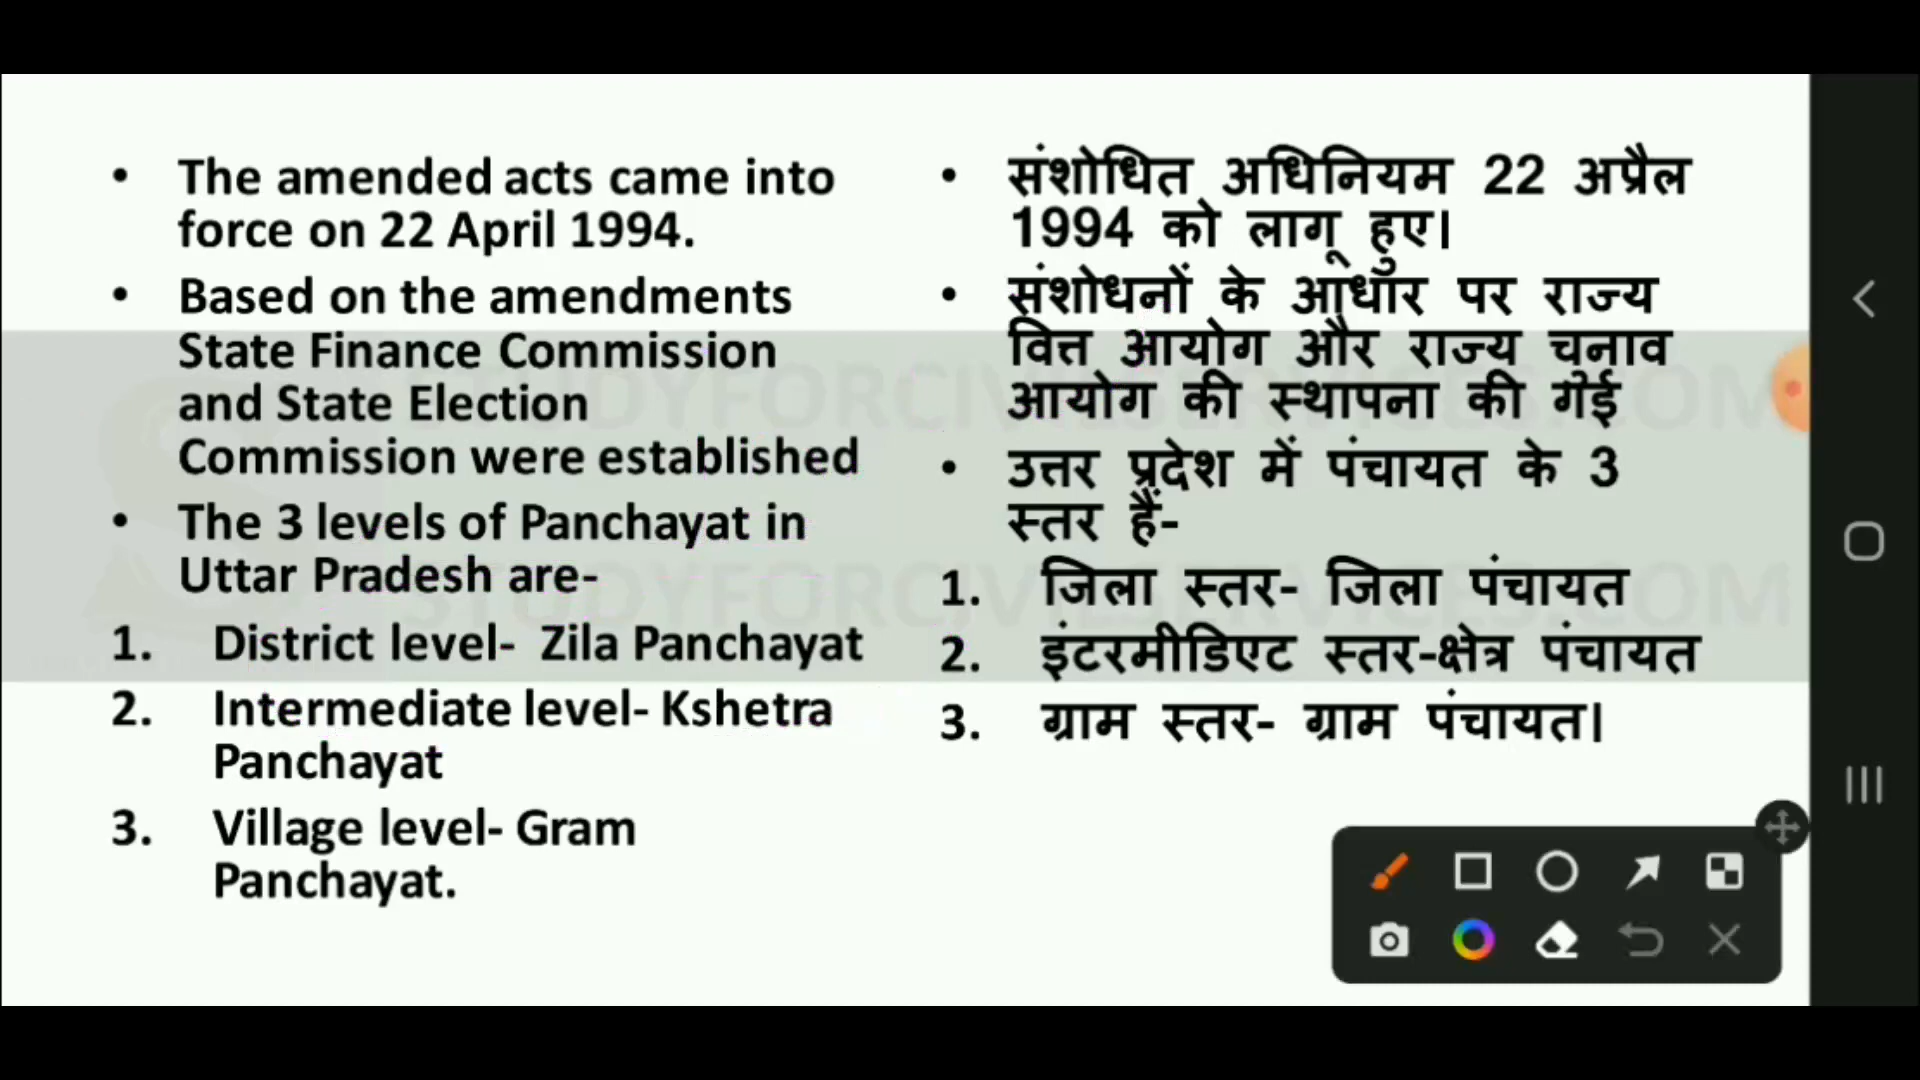 • The amended acts came into
force on 22 April 1994.
• Based on the amendments
State Finance Commission
and State Election
Commission were established
• The 3 levels of Panchayat in
Uttar Pradesh are-
1. District level- Zila Panchayat
2. Intermediate level- Kshetra
Panchayat
3. Village level- Gram
Panchayat.
• संशोधित अधिनियम 22 अप्रैल
1994 को लागू हुए।
• संशोधनों के आधार पर राज्य
वित्त आयोग और राज्य चुनाव
आयोग की स्थापना की गई
• उत्तर प्रदेश में पंचायत के 3
स्तर हैं-
1. जिला स्तर- जिला पंचायत
2. इंटरमीडिएट स्तर-क्षेत्र पंचायत
3. ग्राम स्तर- ग्राम पंचायत।
STUDYFORCIVILSERVICES.COM
STUDYFORCIVILSERVICES.COM